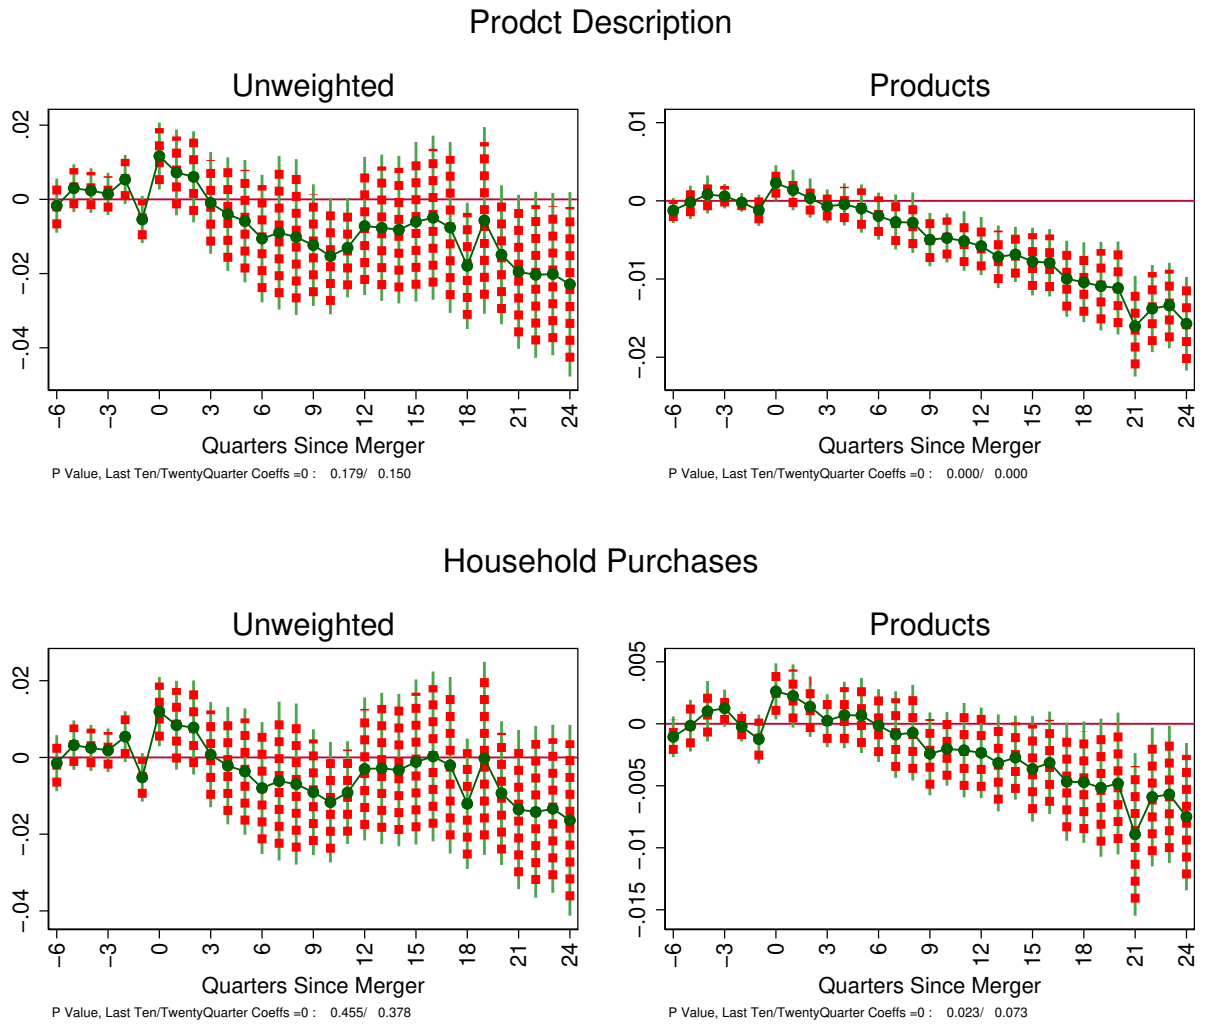 Prodct Description
Unweighted
.02
0
−.02
−.04
−6 −3 0 3 6 9 12 15 18 21 24
Quarters Since Merger
P Value, Last Ten/TwentyQuarter Coeffs =0 : 0.179/ 0.150
Products
.01
0
−.01
−.02
−6 −3 0 3 6 9 12 15 18 21 24
Quarters Since Merger
P Value, Last Ten/TwentyQuarter Coeffs =0 : 0.000/ 0.000
Household Purchases
Unweighted
.02
0
−.02
−.04
−6 −3 0 3 6 9 12 15 18 21 24
Quarters Since Merger
P Value, Last Ten/TwentyQuarter Coeffs =0 : 0.455/ 0.378
Products
.005
0
−.005
−.01
−.015
−6 −3 0 3 6 9 12 15 18 21 24
Quarters Since Merger
P Value, Last Ten/TwentyQuarter Coeffs =0 : 0.023/ 0.073